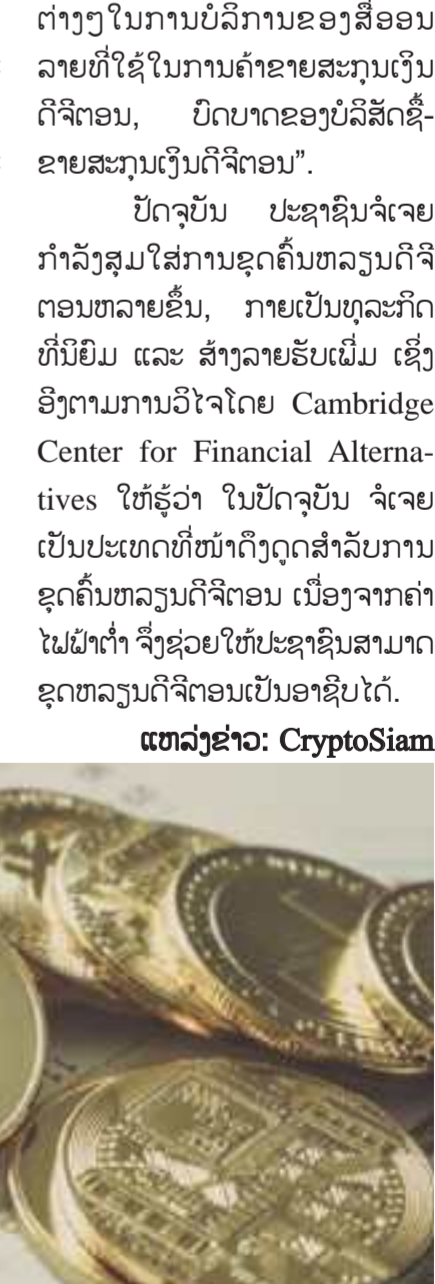 ຕ່າງໆໃນການບໍລິການຂອງສື່ອອນ
ລາຍທີ່ໃຊ້ໃນການຄ້າຂາຍສະກຸນເງິນ
ດີຈີຕອນ, ບົດບາດຂອງບໍລິສັດຊື້-
ຂາຍສະກຸນເງິນດີຈີຕອນ”.
ປັດຈຸບັນ ປະຊາຊົນຈໍເຈຍ
ກຳລັງສຸມໃສ່ການຂຸດຄົ້ນຫລຽນດີຈີ
ຕອນຫລາຍຂຶ້ນ, ກາຍເປັນທຸລະກິດ
ທີ່ນິຍົມ ແລະ ສ້າງລາຍຮັບເພີ່ມ ເຊິ່ງ
ອີງຕາມການວິໄຈໂດຍ Cambridge
Center for Financial Alterna-
tives ໃຫ້ຮູ້ວ່າ ໃນປັດຈຸບັນ ຈໍເຈຍ
ເປັນປະເທດທີ່ໜ້າດຶງດູດສຳລັບການ
ຂຸດຄົ້ນຫລຽນດີຈີຕອນ ເນື່ອງຈາກຄ່າ
ໄຟຟ້າຕ່ຳ ຈຶ່ງຊ່ວຍໃຫ້ປະຊາຊົນສາມາດ
ຂຸດຫລຽນດີຈີຕອນເປັນອາຊີບໄດ້.
ແຫລ່ງຂ່າວ: CryptoSiam